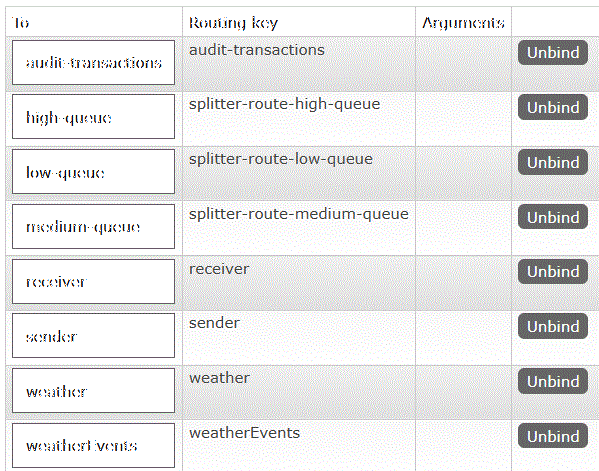 To Routing key Arguments
audit-transactions audit-transactions Unbind
high-queue splitter-route-high-queue Unbind
low-queue splitter-route-low-queue Unbind
medium-queue splitter-route-medium-queue Unbind
receiver receiver Unbind
sender sender Unbind
weather weather Unbind
weatherEvents weatherEvents Unbind